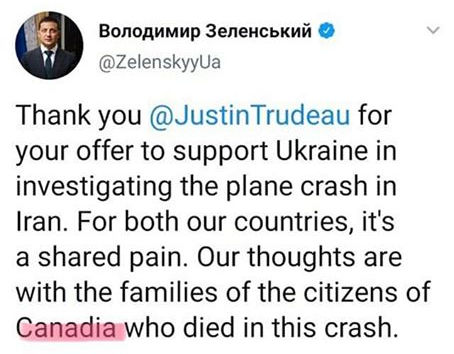 Володимир Зеленський
@ZelenskyyUa
Thank you @JustinTrudeau for
your offer to support Ukraine in
investigating the plane crash in
Iran. For both our countries, it's
a shared pain. Our thoughts are
with the families of the citizens of
Canadia who died in this crash.